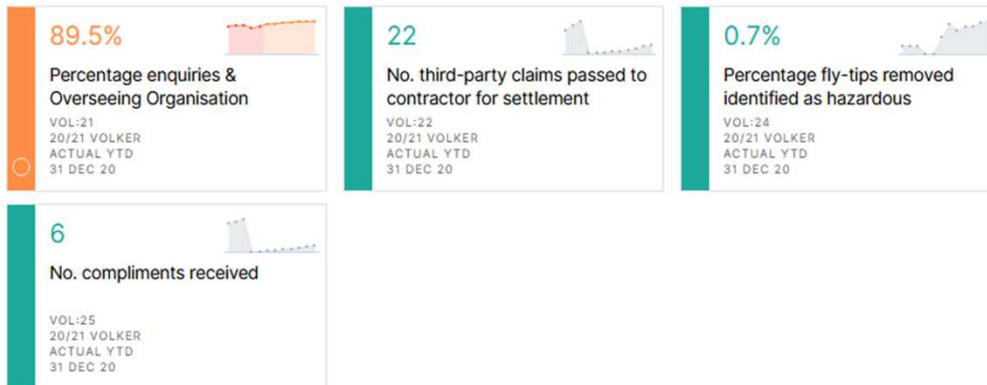 89.5%
Percentage enquiries &
Overseeing Organisation
VOL:21
20/21 VOLKER
ACTUAL YTD
31 DEC 20
22
No. third-party claims passed to
contractor for settlement
VOL:22
20/21 VOLKER
ACTUAL YTD
31 DEC 20
0.7%
Percentage fly-tips removed
identified as hazardous
VOL:24
20/21 VOLKER
ACTUAL YTD
31 DEC 20
6
No. compliments received
VOL:25
20/21 VOLKER
ACTUAL YTD
31 DEC 20